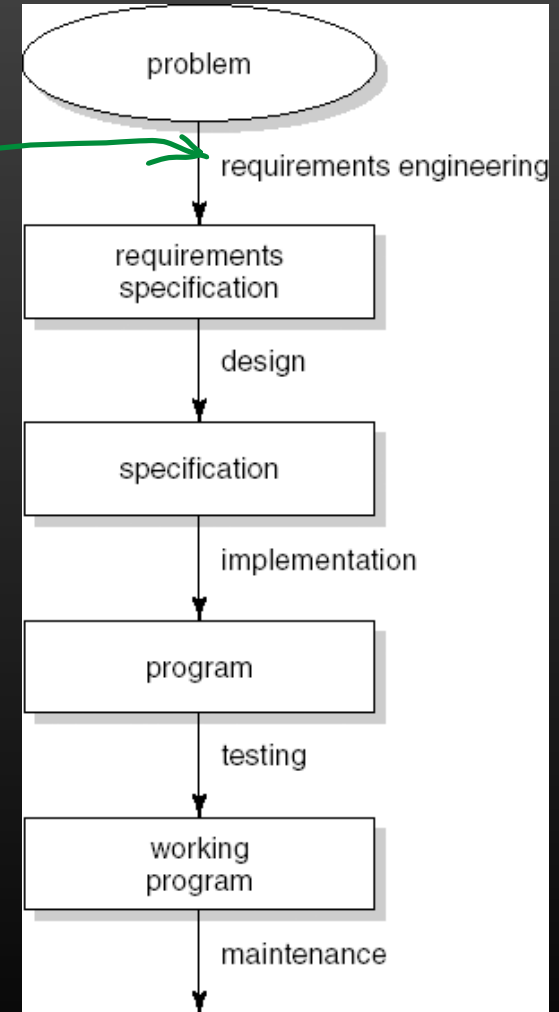 problem
requirements engineering
requirements
specification
design
specification
implementation
program
testing
working
program
maintenance